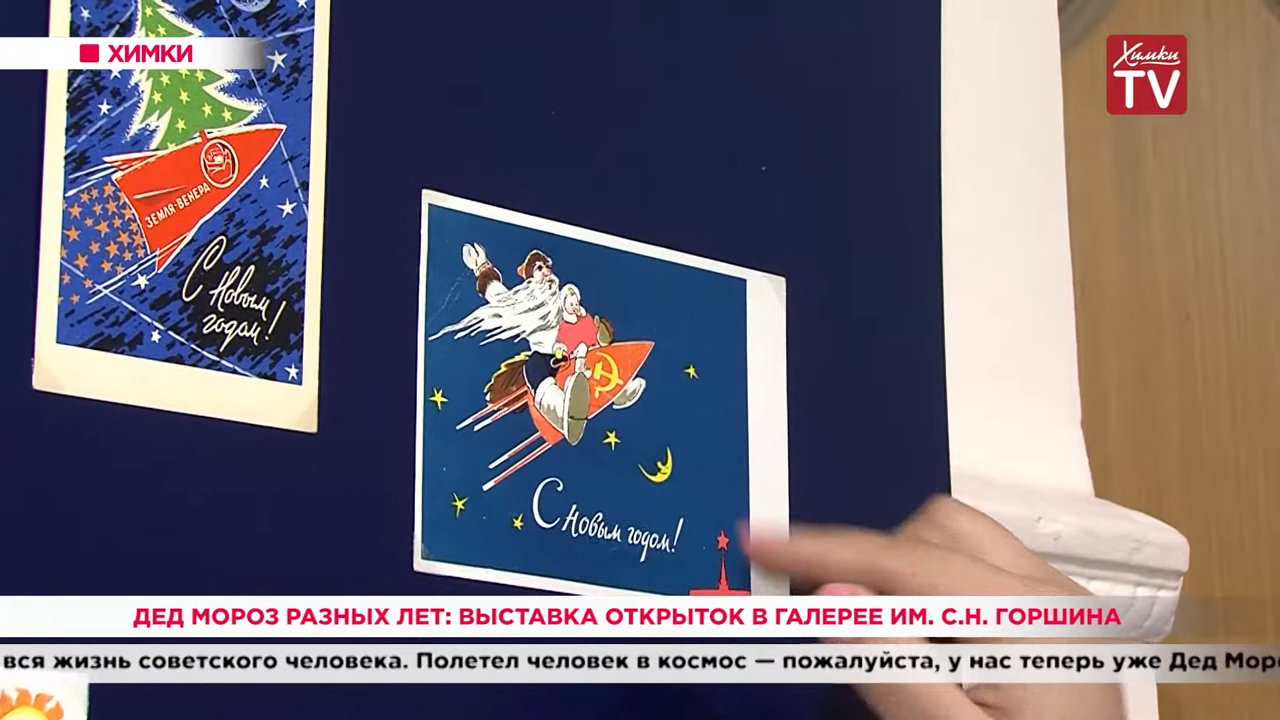 ХИМКИ
Химки
TV
ЗЕМЛЯ-ВЕНЕРА
С Новым
годом!
С новым годом!
ДЕД МОРОЗ РАЗНЫХ ЛЕТ: ВЫСТАВКА ОТКРЫТОК В ГАЛЕРЕЕ ИМ. С.Н. ГОРШИНА
вся жизнь советского человека. Полетел человек в космос — пожалуйста, у нас теперь уже Дед Моро